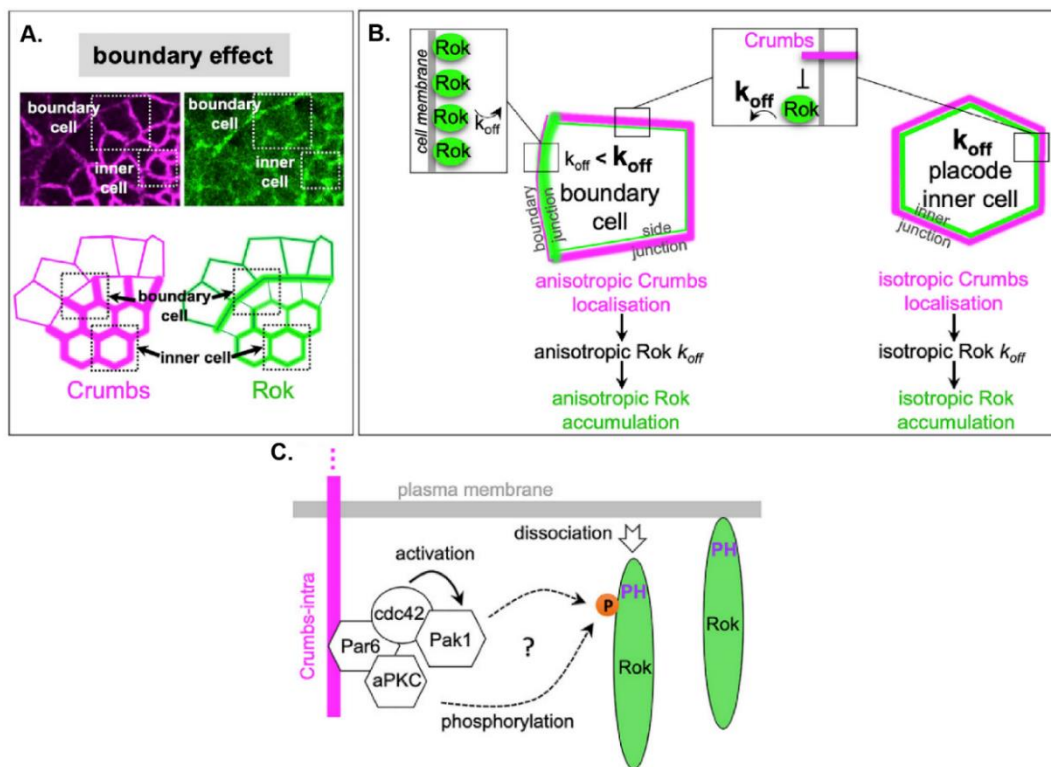 A.
boundary effect
boundary
cell
inner
cell
boundary
cell
inner
cell
boundary
cell
inner cell
Crumbs
Rok
B.
cell membrane
Rok
Rok
Rok
Rok
koff
Crumbs
koff
Rok
koff < koff
boundary
cell
boundary
junction
side
junction
koff
placode
inner cell
inner
junction
anisotropic Crumbs
localisation
anisotropic Rok koff
anisotropic Rok
accumulation
isotropic Crumbs
localisation
isotropic Rok koff
isotropic Rok
accumulation
C.
plasma membrane
Crumbs-intra
activation
cdc42
Par6
Pak1
aPKC
?
phosphorylation
dissociation
P
PH
Rok
PH
Rok